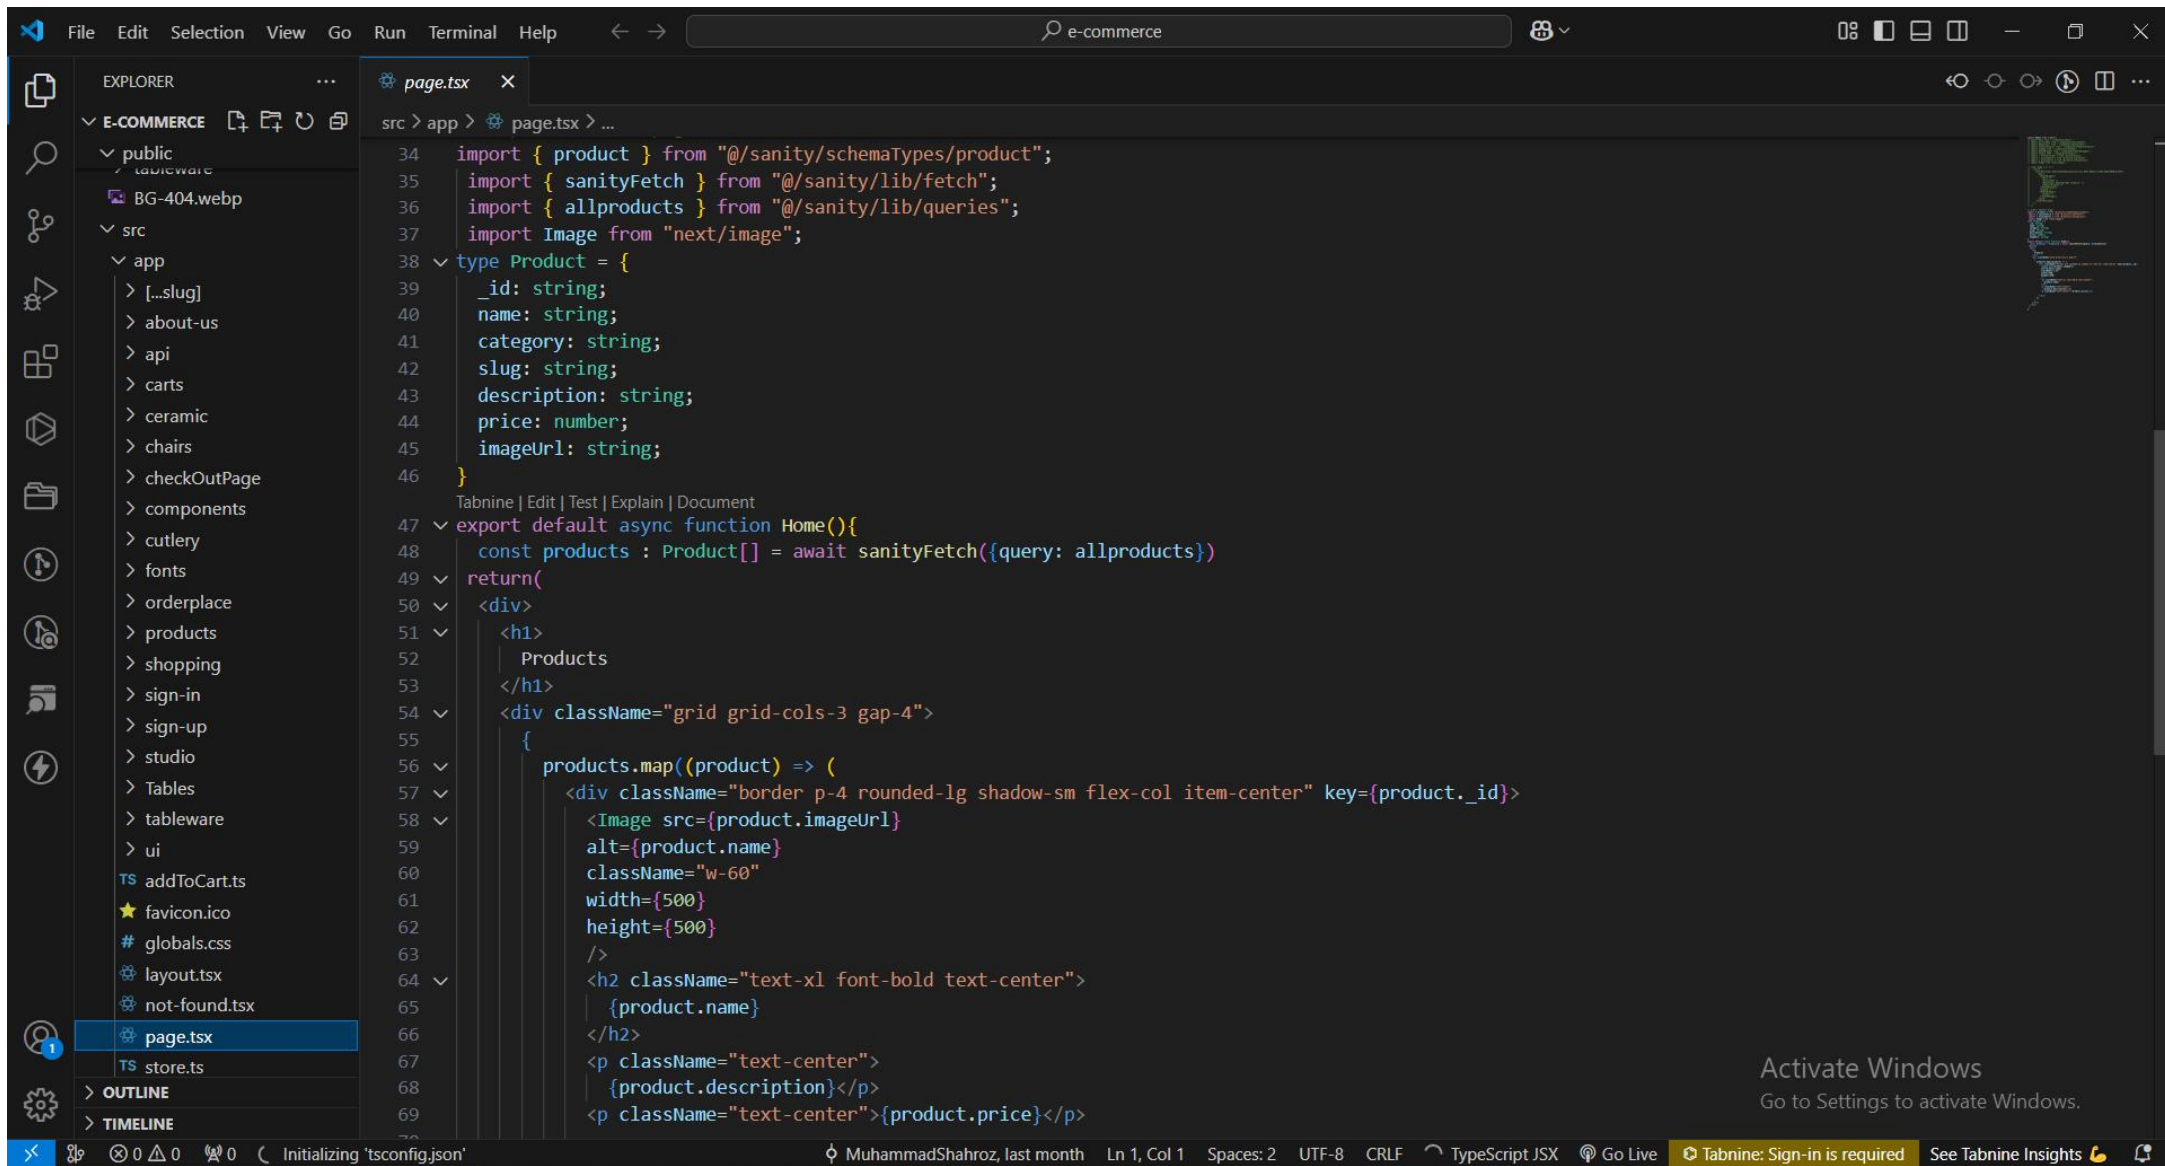 File Edit Selection View Go Run Terminal Help
e-commerce
EXPLORER
E-COMMERCE
public
tableware
BG-404.webp
src
app
[...slug]
about-us
api
carts
ceramic
chairs
checkOutPage
components
cutlery
fonts
orderplace
products
shopping
sign-in
sign-up
studio
Tables
tableware
ui
TS addToCart.ts
favicon.ico
# globals.css
layout.tsx
not-found.tsx
page.tsx
TS store.ts
OUTLINE
TIMELINE
page.tsx
src > app > page.tsx > ...
34 import { product } from "@/sanity/schemaTypes/product";
35 import { sanityFetch } from "@/sanity/lib/fetch";
36 import { allproducts } from "@/sanity/lib/queries";
37 import Image from "next/image";
38 type Product = {
39 _id: string;
40 name: string;
41 category: string;
42 slug: string;
43 description: string;
44 price: number;
45 imageUrl: string;
46 }
Tabnine | Edit | Test | Explain | Document
47 export default async function Home(){
48 const products : Product[] = await sanityFetch({query: allproducts})
49 return(
50 <div>
51 <h1>
52 Products
53 </h1>
54 <div className="grid grid-cols-3 gap-4">
55 {
56 products.map((product) => (
57 <div className="border p-4 rounded-lg shadow-sm flex-col item-center" key={product._id}>
58 <Image src={product.imageUrl}
59 alt={product.name}
60 className="w-60"
61 width={500}
62 height={500}
63 />
64 <h2 className="text-xl font-bold text-center">
65 {product.name}
66 </h2>
67 <p className="text-center">
68 {product.description}</p>
69 <p className="text-center">{product.price}</p>
Activate Windows
Go to Settings to activate Windows.
1
0 0 0 Initializing 'tsconfig.json' MuhammadShahroz, last month Ln 1, Col 1 Spaces: 2 UTF-8 CRLF TypeScript JSX Go Live Tabnine: Sign-in is required See Tabnine Insights